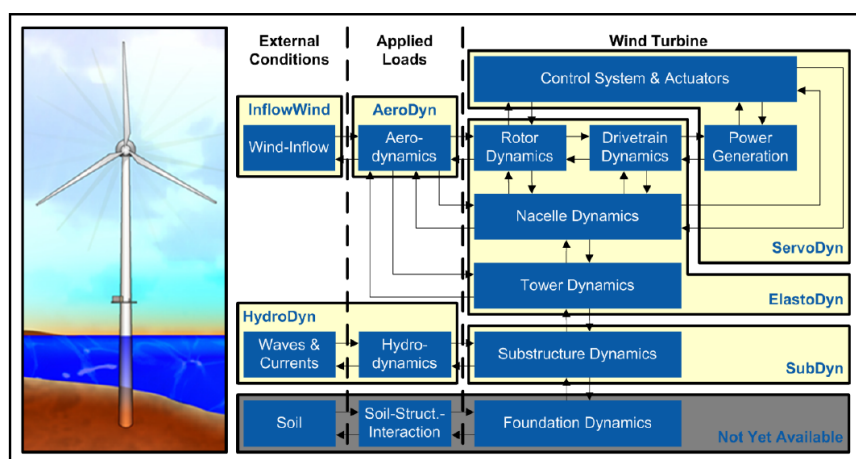 External
Conditions
Applied
Loads
Wind Turbine
Control System & Actuators
InflowWind
AeroDyn
Wind-Inflow
Aero-
dynamics
Rotor
Dynamics
Drivetrain
Dynamics
Power
Generation
Nacelle Dynamics
ServoDyn
Tower Dynamics
ElastoDyn
HydroDyn
Waves &
Currents
Hydro-
dynamics
Substructure Dynamics
SubDyn
Soil
Soil-Struct.-
Interaction
Foundation Dynamics
Not Yet Available